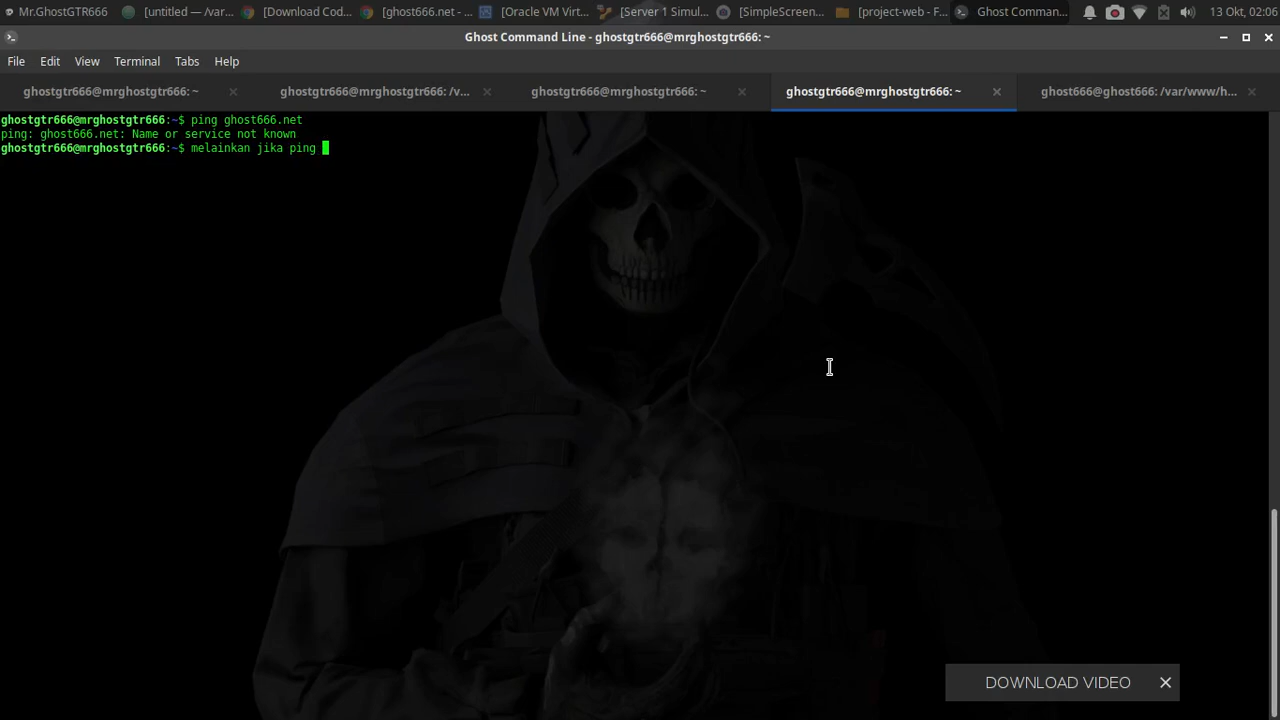 Mr.GhostGTR666 [untitled — /var... [Download Cod... [ghost666.net - ... [Oracle VM Virt... [Server 1 Simul... [SimpleScreen... [project-web - F... Ghost Comman... 13 Okt, 02:06
Ghost Command Line - ghostgtr666@mrghostgtr666: ~
File Edit View Terminal Tabs Help
ghostgtr666@mrghostgtr666: ~ ghostgtr666@mrghostgtr666: /v... ghostgtr666@mrghostgtr666: ~ ghostgtr666@mrghostgtr666: ~ ghost666@ghost666: /var/www/h...
ghostgtr666@mrghostgtr666:~$ ping ghost666.net
ping: ghost666.net: Name or service not known
ghostgtr666@mrghostgtr666:~$ melainkan jika ping
DOWNLOAD VIDEO